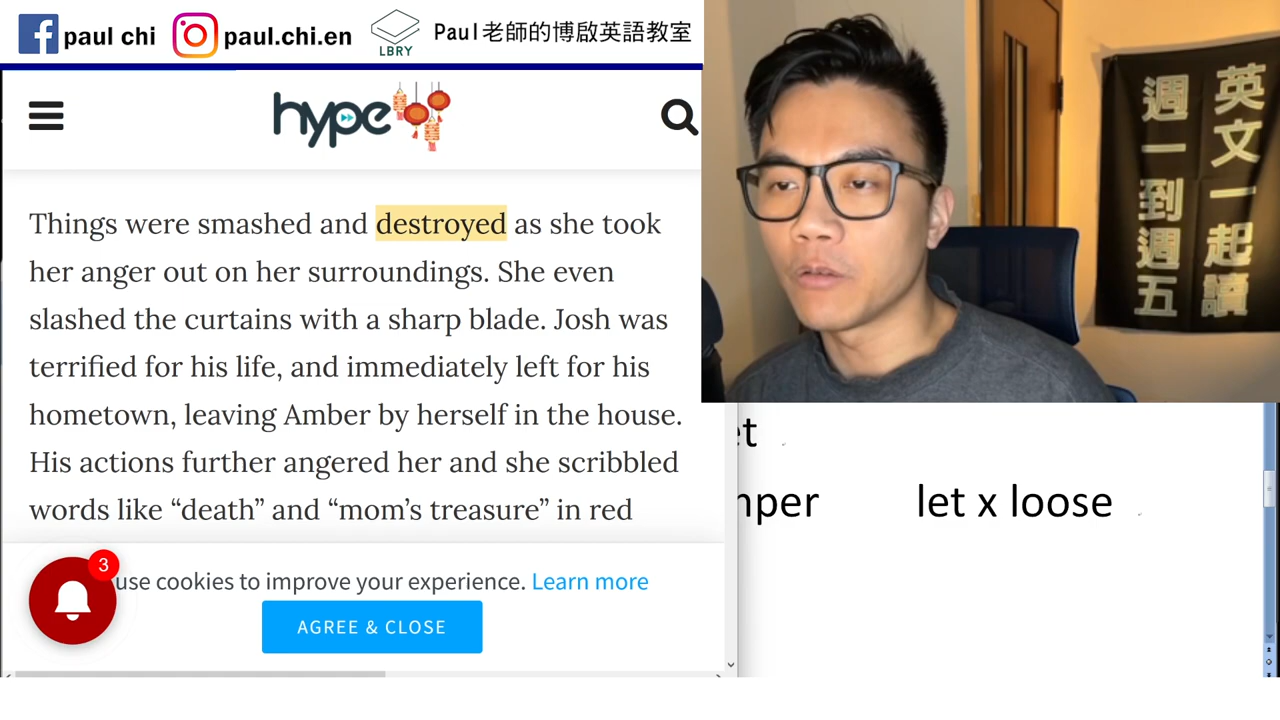 paul chi
paul.chi.en
LBRY
Paul老師的博啟英語教室
hype
Things were smashed and destroyed as she took
her anger out on her surroundings. She even
slashed the curtains with a sharp blade. Josh was
terrified for his life, and immediately left for his
hometown, leaving Amber by herself in the house.
His actions further angered her and she scribbled
words like “death” and “mom’s treasure” in red
use cookies to improve your experience. Learn more
AGREE & CLOSE
3
英文一起讀
週一到週五
et
nper let x loose